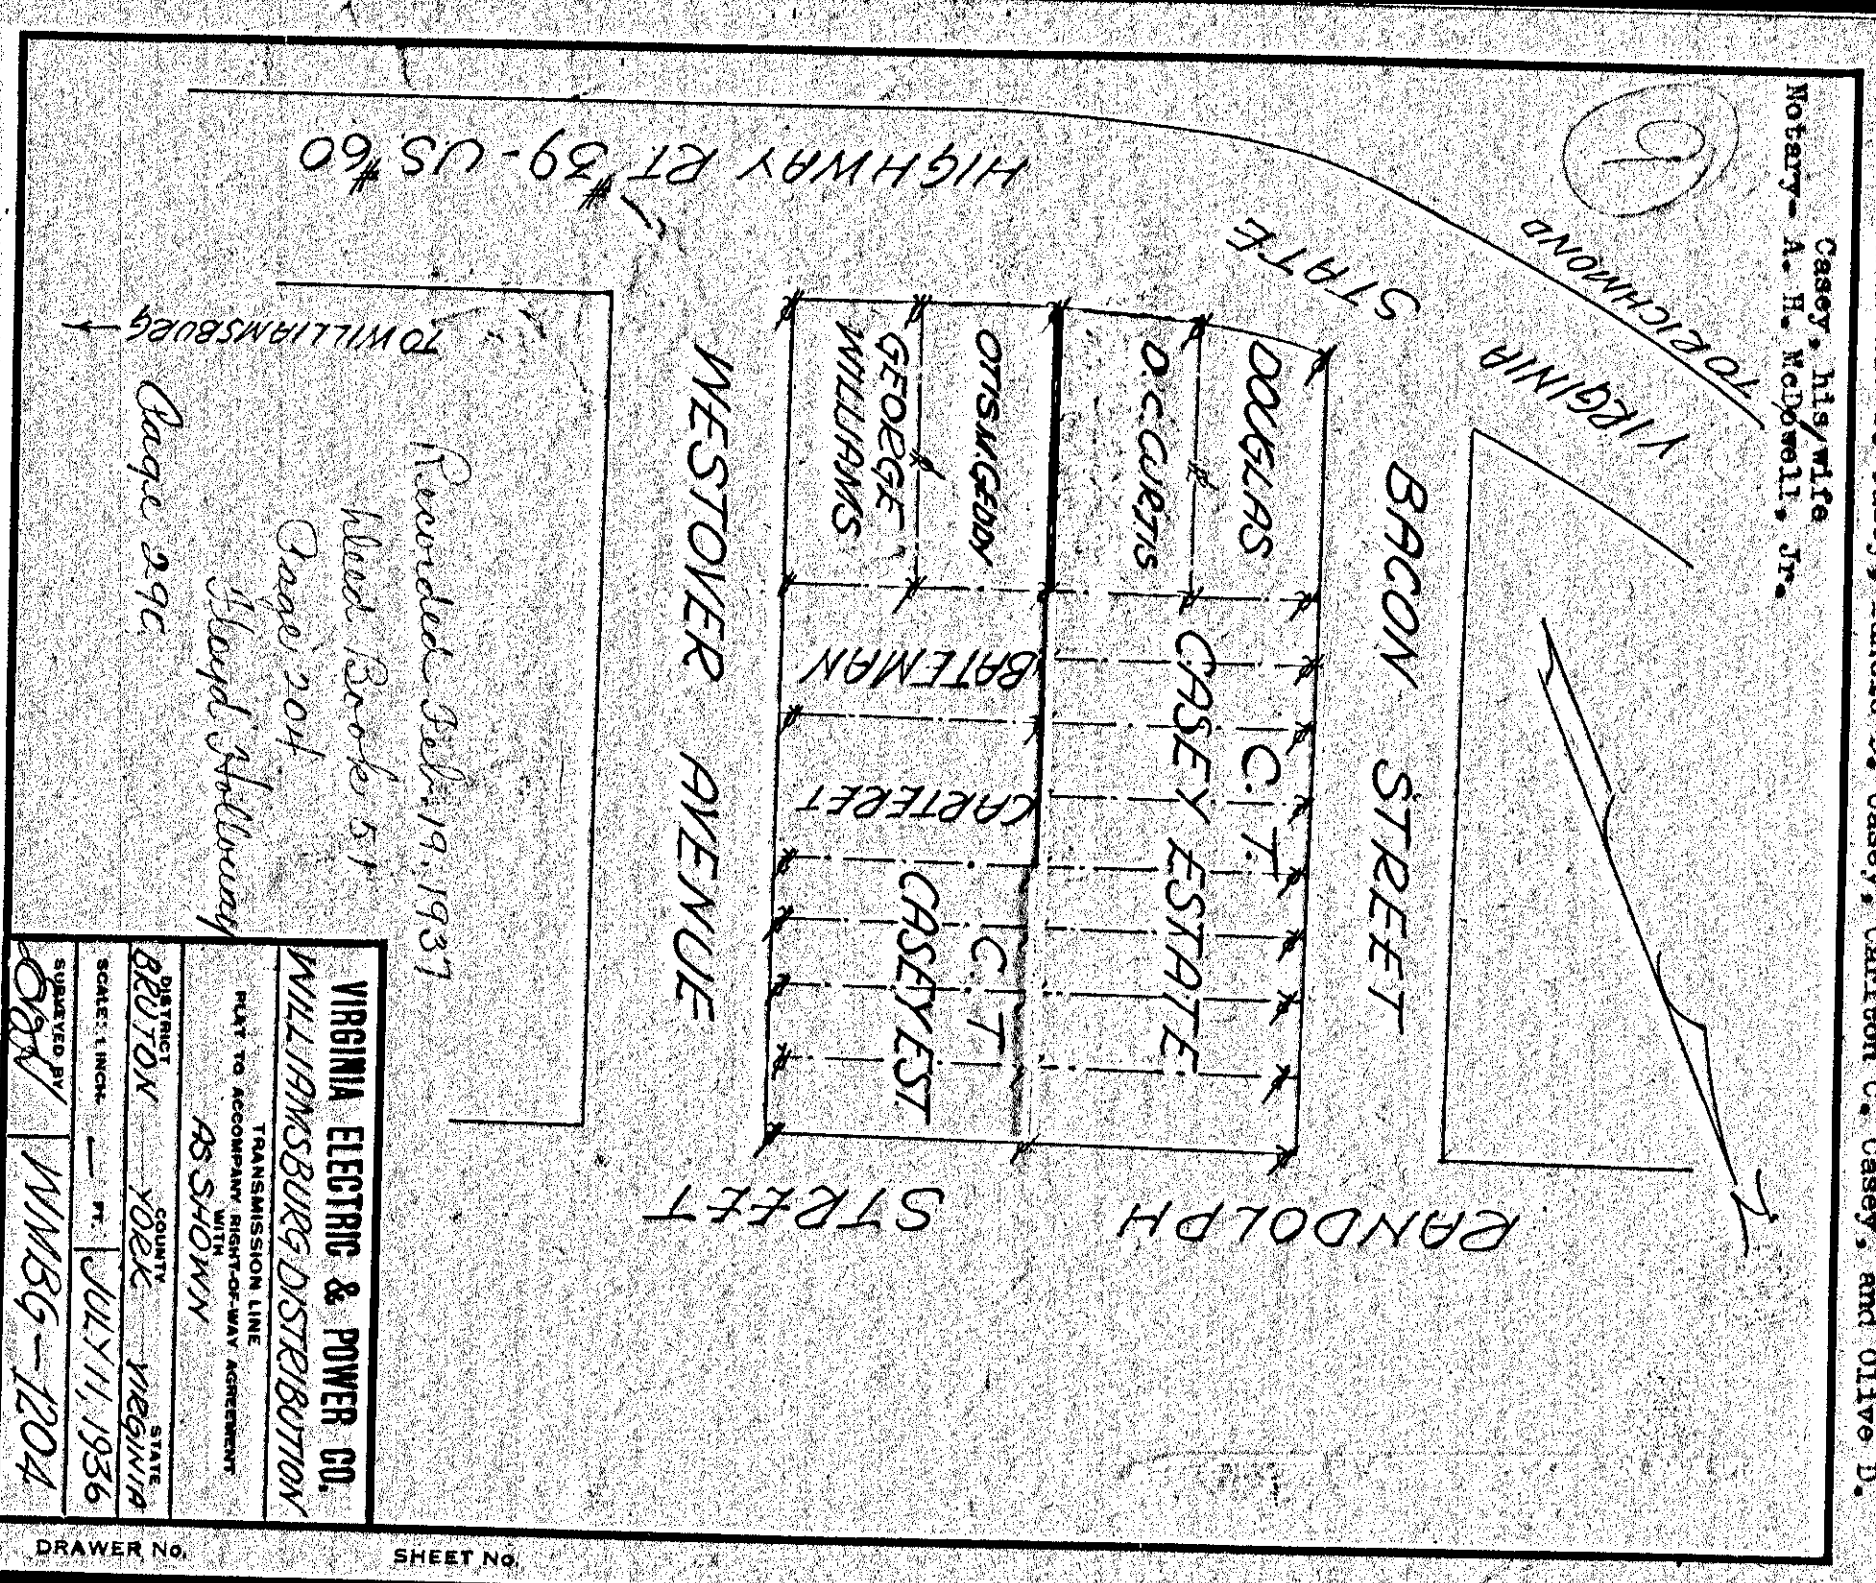 Casey, and Olive D.
Casey, his/wife
Notary- A. H. McDowell, Jr.
9
VIRGINIA STATE HIGHWAY RT. #39 - U.S. #60
TO RICHMOND
TO WILLIAMSBURG
BACON STREET
DOUGLAS
O. C. CURTIS
OTIS M. GEDDY
GEORGE
WILLIAMS
BATEMAN
CARTERET
C. T.
CASEY ESTATE
C. T.
CASEY EST
WESTOVER AVENUE
RANDOLPH STREET
Recorded Feb. 19, 1937
Deed Book 51
Page 204
Floyd Holloway
Page 290
VIRGINIA ELECTRIC & POWER CO.
WILLIAMSBURG DISTRIBUTION
TRANSMISSION LINE
PLAT TO ACCOMPANY RIGHT-OF-WAY AGREEMENT
WITH
AS SHOWN
DISTRICT COUNTY STATE
BRUTON YORK VIRGINIA
SCALE: 1 INCH — FT. JULY 11, 1936
SURVEYED BY
WMBG-1204
DRAWER No.
SHEET No.